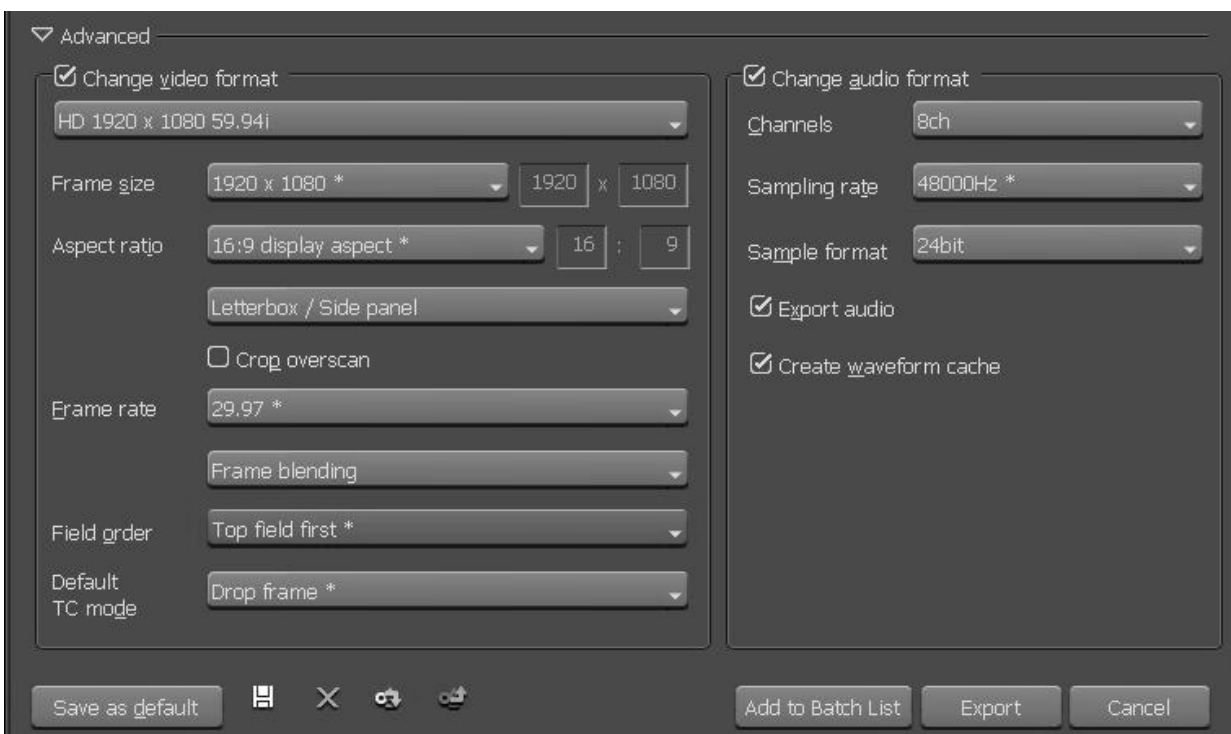 Advanced
Change video format
HD 1920 x 1080 59.94i
Frame size
1920 x 1080 *
1920
x
1080
Aspect ratio
16:9 display aspect *
16
:
9
Letterbox / Side panel
Crop overscan
Frame rate
29.97 *
Frame blending
Field order
Top field first *
Default
TC mode
Drop frame *
Change audio format
Channels
8ch
Sampling rate
48000Hz *
Sample format
24bit
Export audio
Create waveform cache
Save as default
Add to Batch List
Export
Cancel